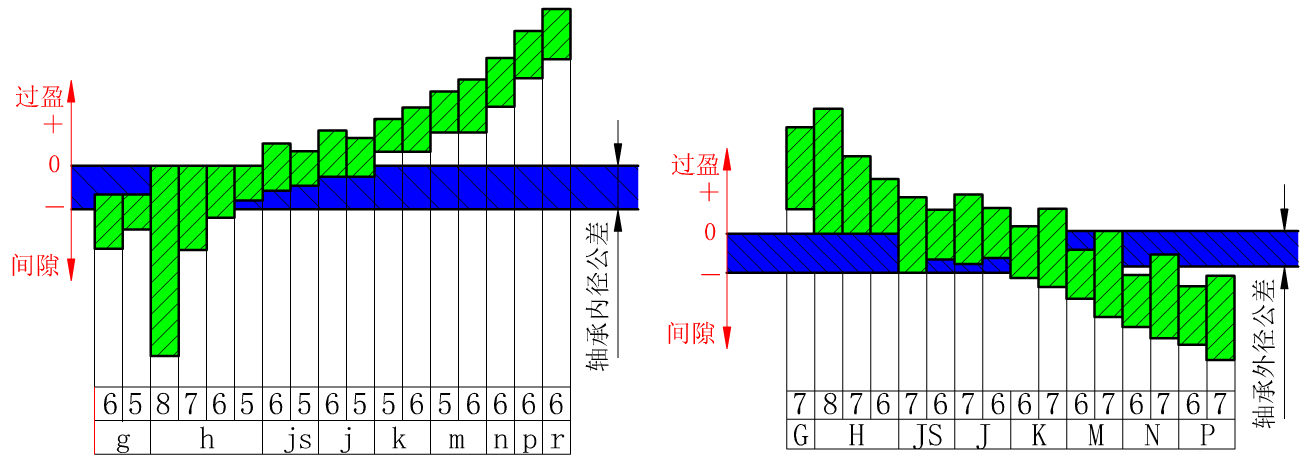 过盈
+
0
−
间隙
轴承内径公差
6 5 8 7 6 5 6 5 6 5 5 6 5 6 6 6 6
g h js j k m n p r
过盈
+
0
−
间隙
轴承外径公差
7 8 7 6 7 6 7 6 6 7 6 7 6 7 6 7
G H JS J K M N P